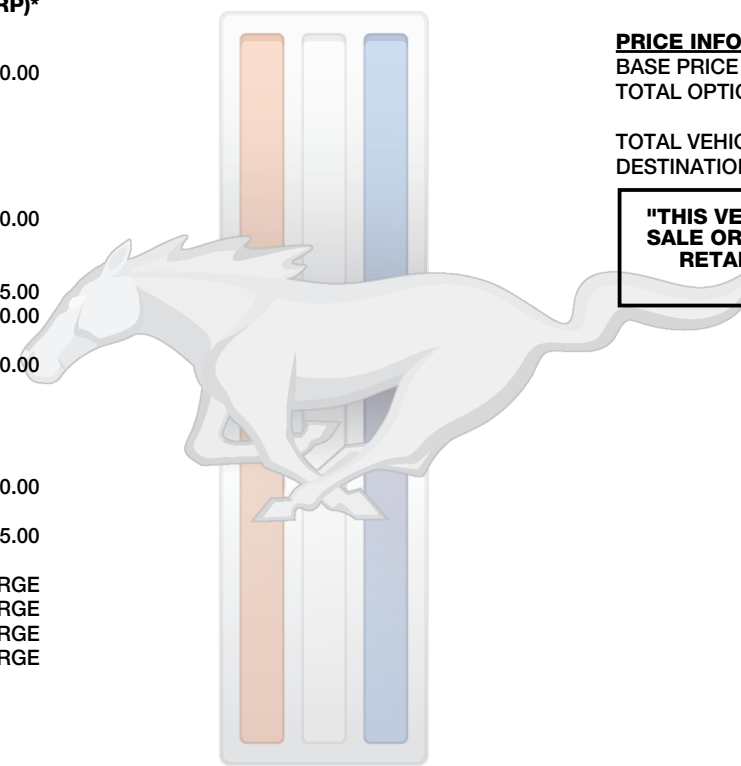 RP)*
0.00
0.00
5.00
0.00
0.00
0.00
5.00
RGE
RGE
RGE
RGE
PRICE INFO
BASE PRICE
TOTAL OPTIO
TOTAL VEHIC
DESTINATION
"THIS VE
SALE OR
RETAI